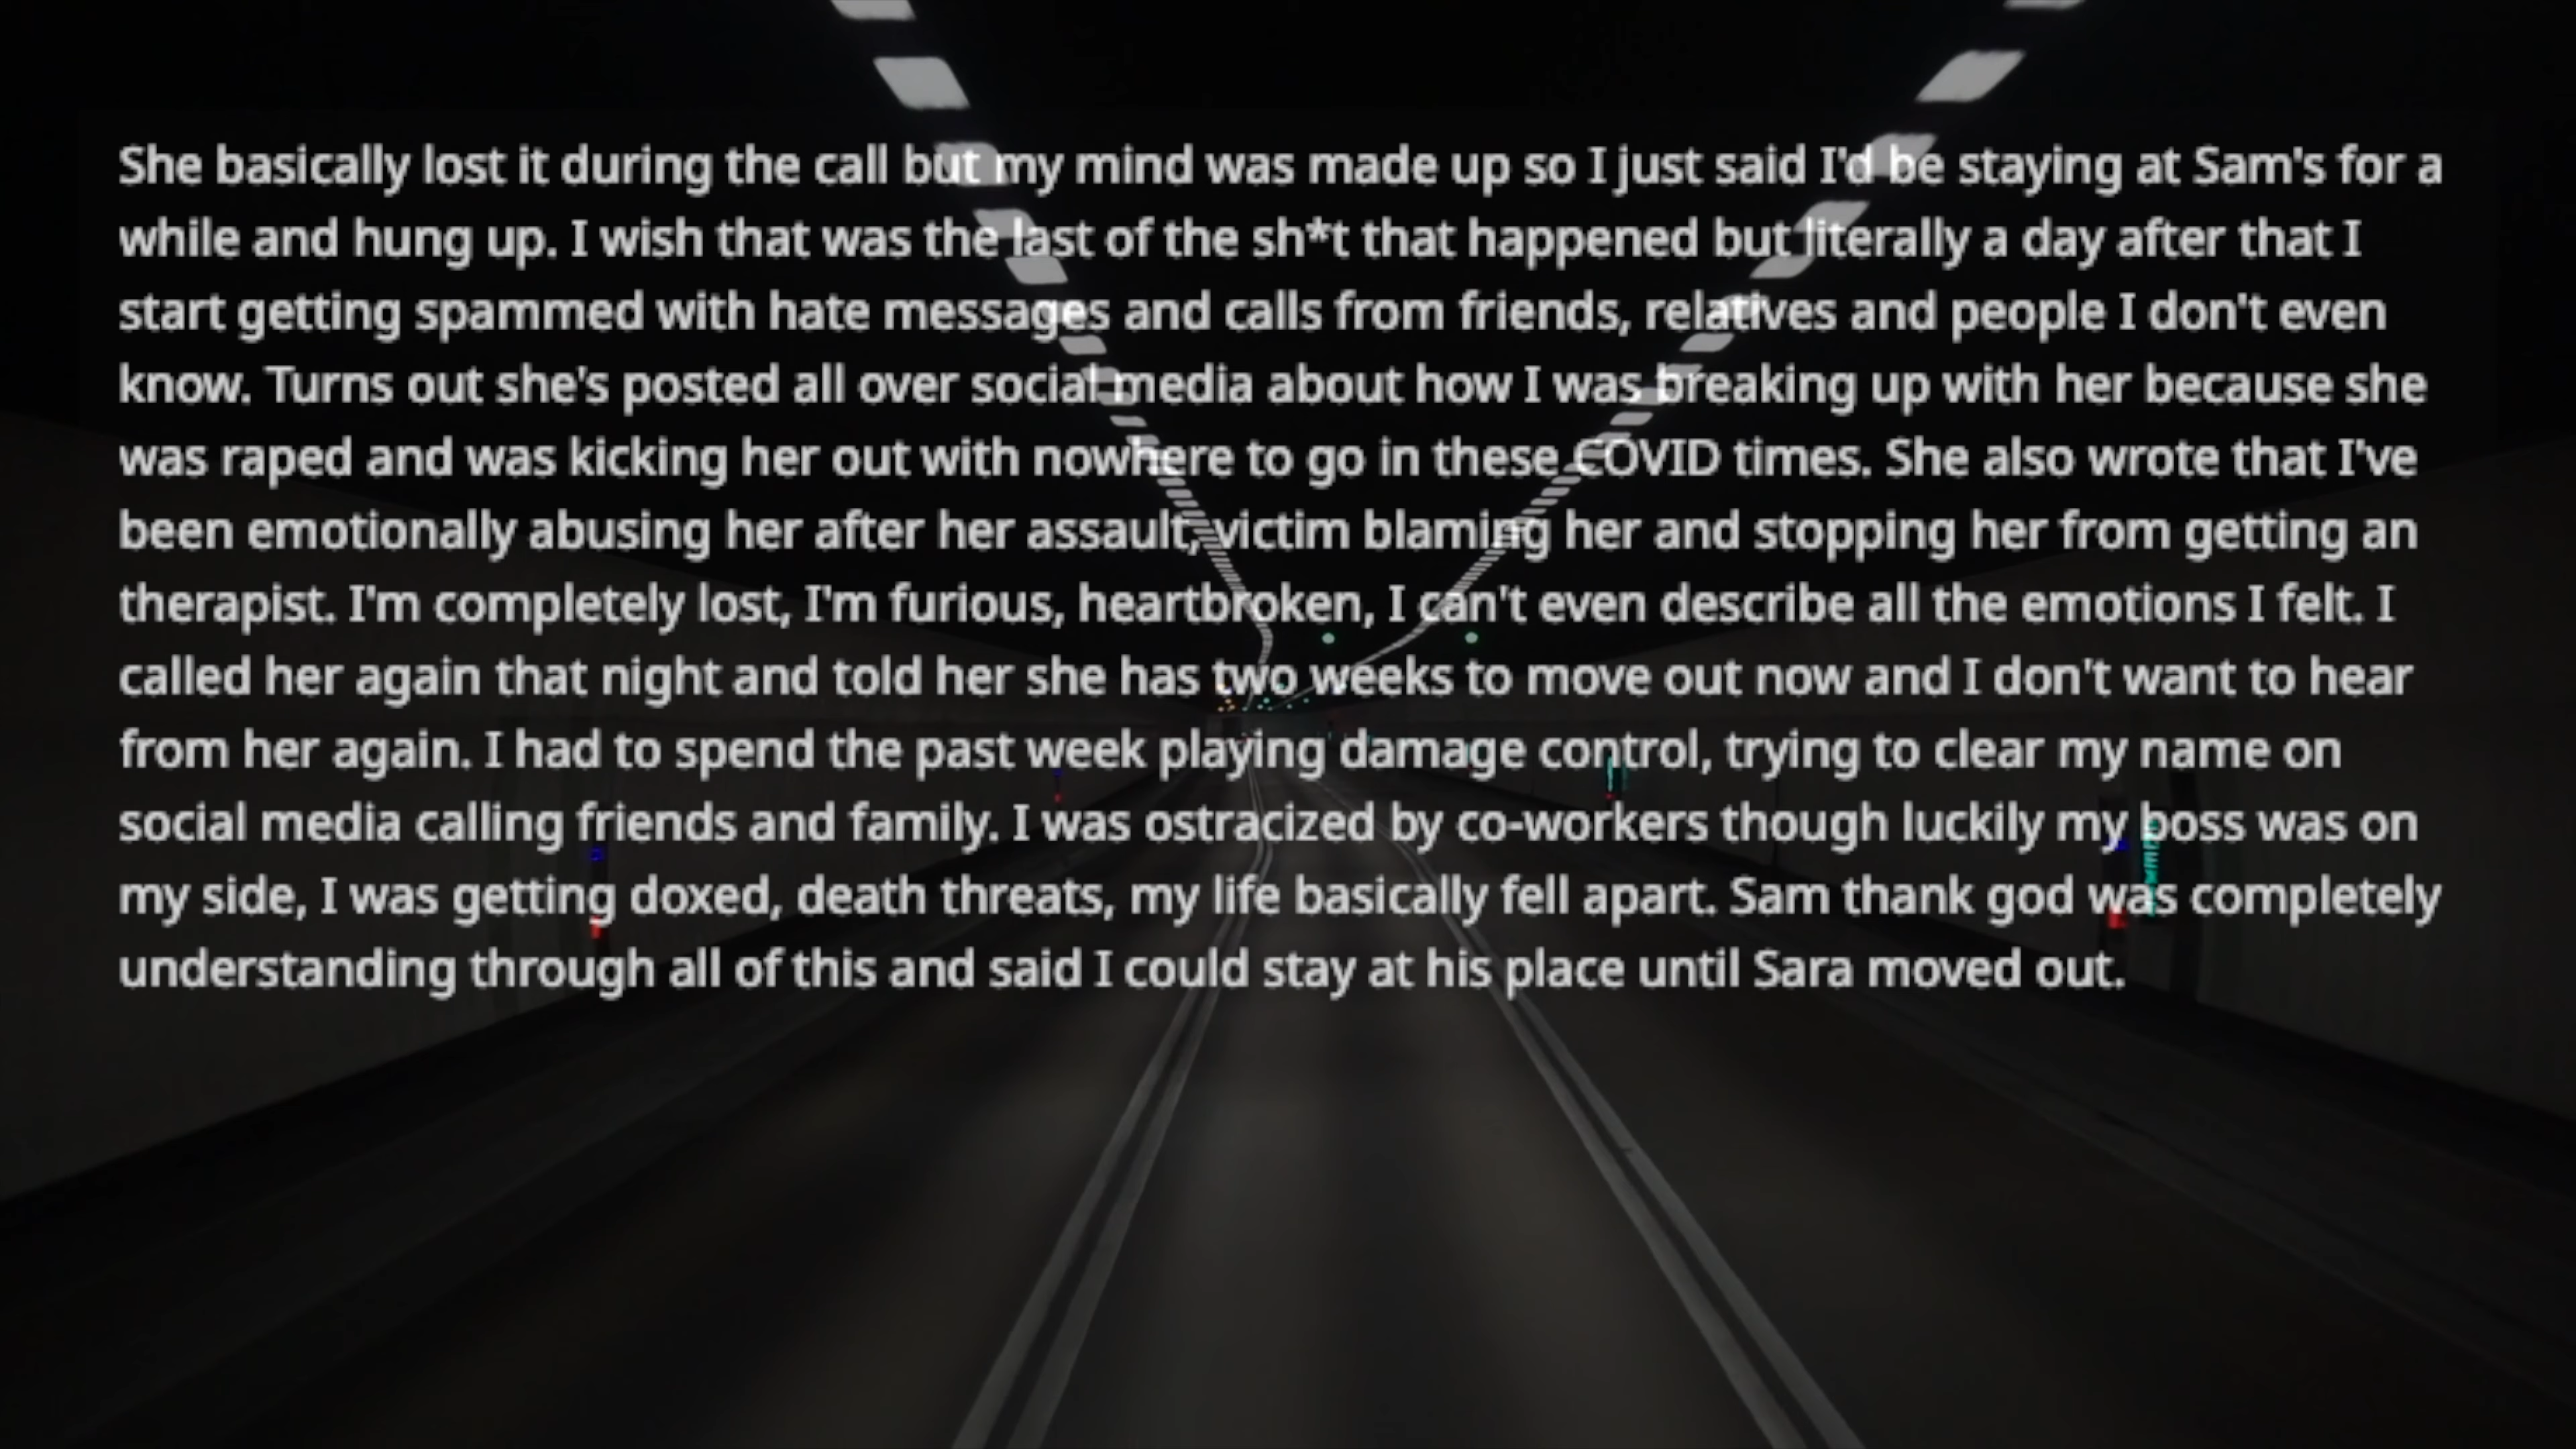 She basically lost it during the call but my mind was made up so I just said I'd be staying at Sam's for a
while and hung up. I wish that was the last of the sh*t that happened but literally a day after that I
start getting spammed with hate messages and calls from friends, relatives and people I don't even
know. Turns out she's posted all over social media about how I was breaking up with her because she
was raped and was kicking her out with nowhere to go in these COVID times. She also wrote that I've
been emotionally abusing her after her assault, victim blaming her and stopping her from getting an
therapist. I'm completely lost, I'm furious, heartbroken, I can't even describe all the emotions I felt. I
called her again that night and told her she has two weeks to move out now and I don't want to hear
from her again. I had to spend the past week playing damage control, trying to clear my name on
social media calling friends and family. I was ostracized by co-workers though luckily my boss was on
my side, I was getting doxed, death threats, my life basically fell apart. Sam thank god was completely
understanding through all of this and said I could stay at his place until Sara moved out.